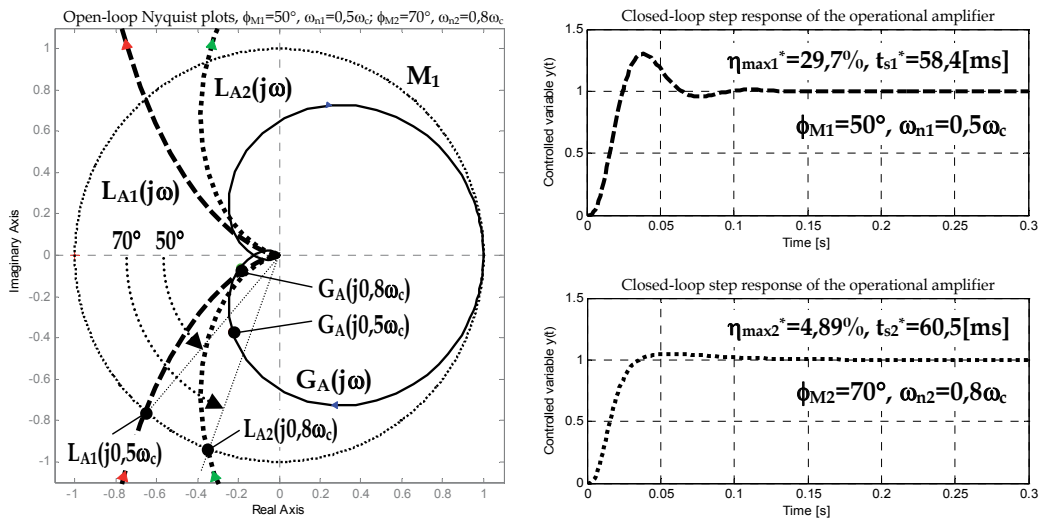 Open-loop Nyquist plots, ϕM1=50°, ωn1=0,5ωc; ϕM2=70°, ωn2=0,8ωc
1
0.8
0.6
0.4
0.2
0
-0.2
-0.4
-0.6
-0.8
-1
Imaginary Axis
M1
LA2(jω)
LA1(jω)
70°
50°
GA(j0,8ωc)
GA(j0,5ωc)
GA(jω)
LA2(j0,8ωc)
LA1(j0,5ωc)
-1 -0.8 -0.6 -0.4 -0.2 0 0.2 0.4 0.6 0.8 1
Real Axis
Closed-loop step response of the operational amplifier
1.5
1
0.5
0
Controlled variable y(t)
ηmax1*=29,7%, ts1*=58,4[ms]
ϕM1=50°, ωn1=0,5ωc
0 0.05 0.1 0.15 0.2 0.25 0.3
Time [s]
Closed-loop step response of the operational amplifier
1.5
1
0.5
0
Controlled variable y(t)
ηmax2*=4,89%, ts2*=60,5[ms]
ϕM2=70°, ωn2=0,8ωc
0 0.05 0.1 0.15 0.2 0.25 0.3
Time [s]